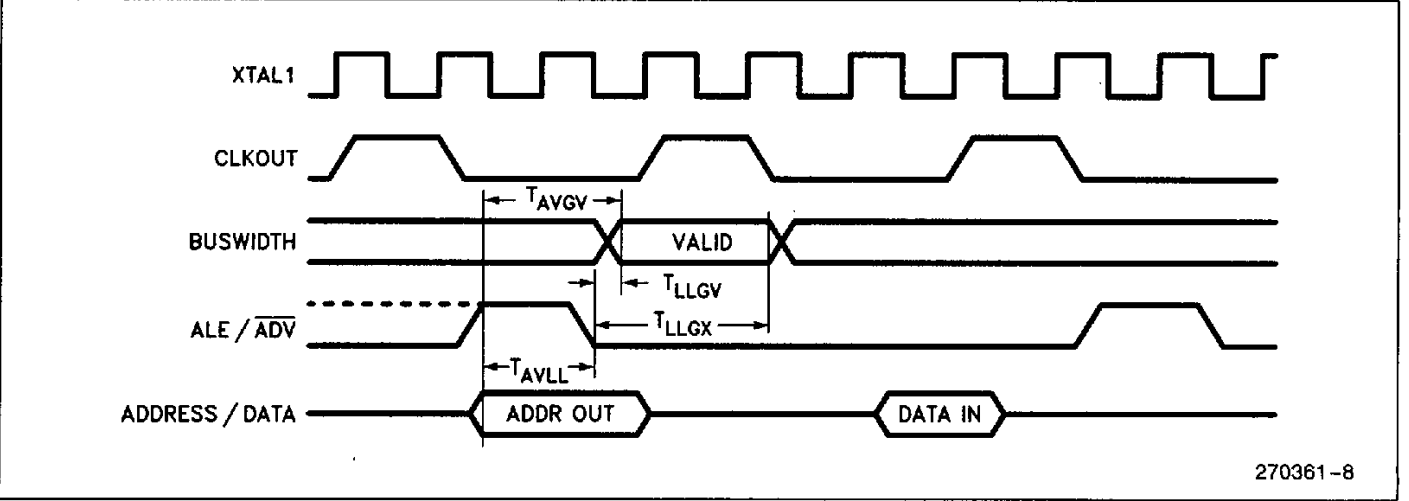 XTAL1
CLKOUT
TAVGV
BUSWIDTH
VALID
TLLGV
ALE / ADV
TLLGX
TAVLL
ADDRESS / DATA
ADDR OUT
DATA IN
270361-8